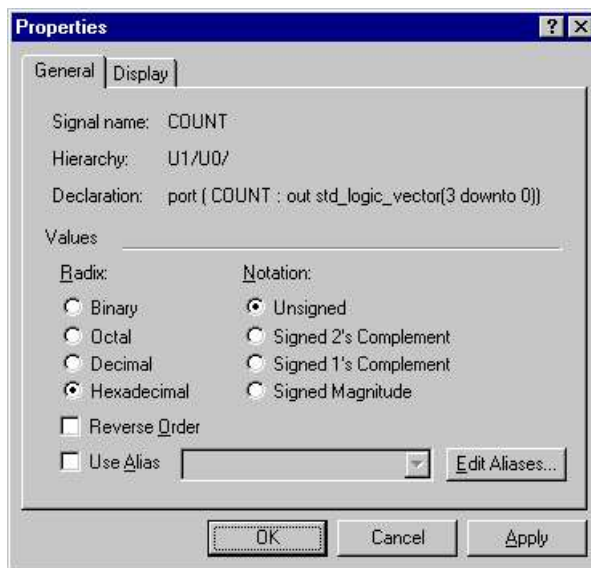 Properties
General Display
Signal name: COUNT
Hierarchy: U1/U0/
Declaration: port ( COUNT : out std_logic_vector(3 downto 0))
Values
Radix: Notation:
Binary Unsigned
Octal Signed 2's Complement
Decimal Signed 1's Complement
Hexadecimal Signed Magnitude
Reverse Order
Use Alias Edit Aliases...
OK Cancel Apply